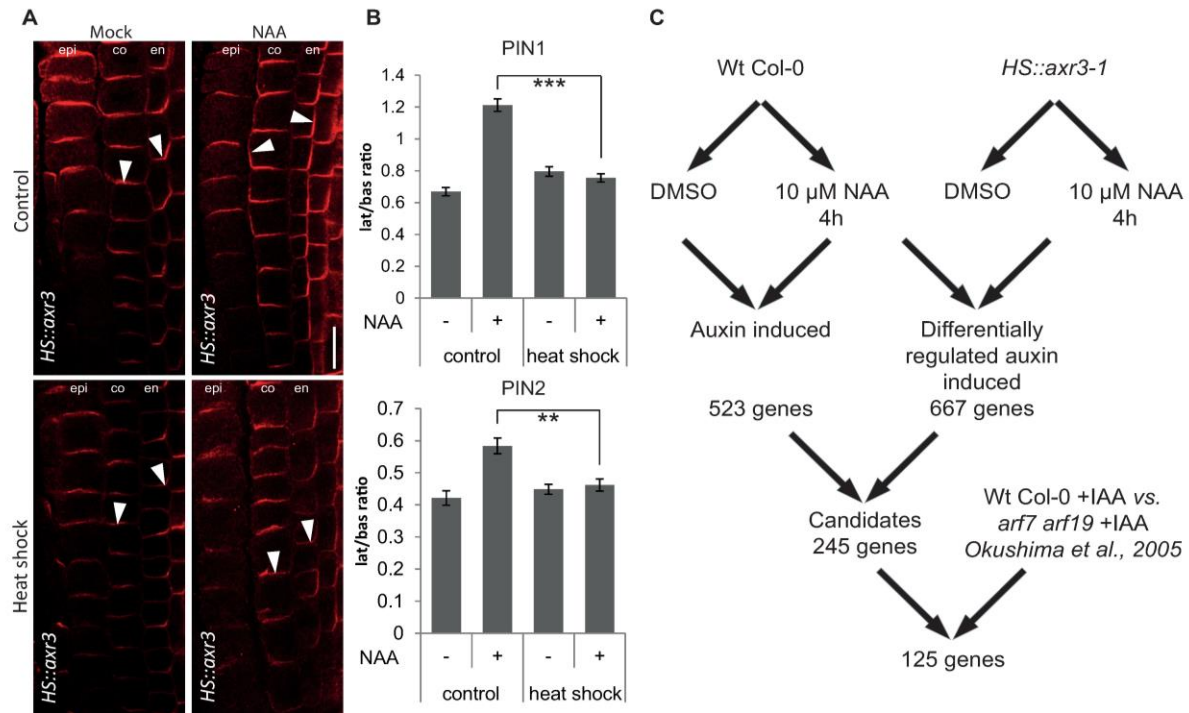 A
Mock
NAA
epi co en
epi co en
Control
HS::axr3
HS::axr3
epi co en
epi co en
Heat shock
HS::axr3
HS::axr3
B
PIN1
lat/bas ratio
1.4
1.2
1
0.8
0.6
0.4
0.2
0
***
NAA - + - +
control heat shock
PIN2
lat/bas ratio
0.7
0.6
0.5
0.4
0.3
0.2
0.1
0
**
NAA - + - +
control heat shock
C
Wt Col-0
HS::axr3-1
DMSO
10 µM NAA
4h
DMSO
10 µM NAA
4h
Auxin induced
Differentially
regulated auxin
induced
523 genes
667 genes
Candidates
245 genes
Wt Col-0 +IAA vs.
arf7 arf19 +IAA
Okushima et al., 2005
125 genes